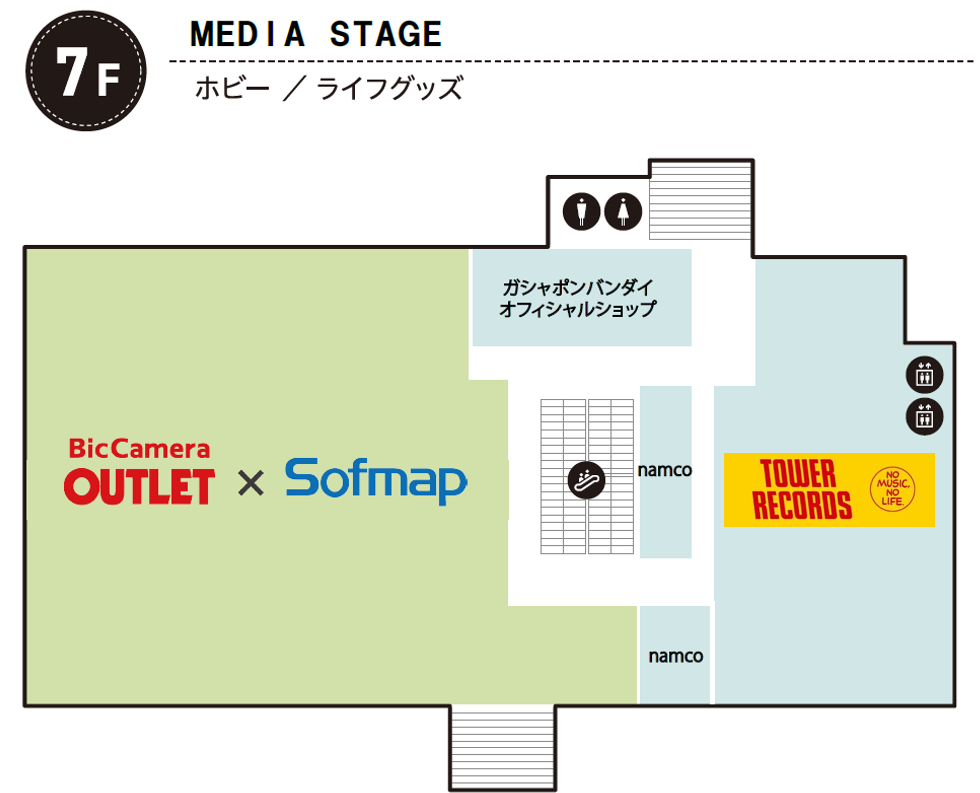 7F
MEDIA STAGE
ホビー ／ ライフグッズ
ガシャポンバンダイ
オフィシャルショップ
BicCamera
OUTLET × Sofmap
namco
TOWER
RECORDS
NO
MUSIC.
NO
LIFE.
namco